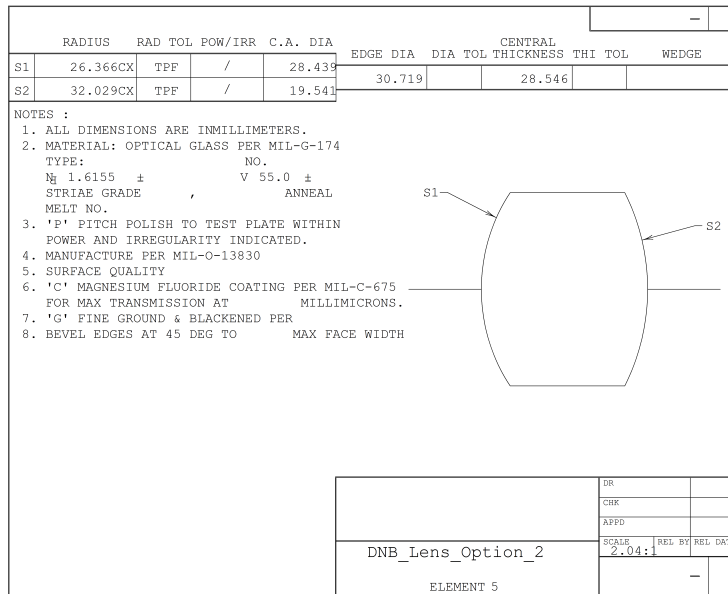 RADIUS RAD TOL POW/IRR C.A. DIA EDGE DIA DIA TOL CENTRAL THICKNESS THI TOL WEDGE
S1 26.366CX TPF / 28.439 30.719 28.546
S2 32.029CX TPF / 19.541
NOTES :
1. ALL DIMENSIONS ARE INMILLIMETERS.
2. MATERIAL: OPTICAL GLASS PER MIL-G-174
TYPE: NO.
Nd 1.6155 ± V 55.0 ±
STRIAE GRADE , ANNEAL
MELT NO.
3. 'P' PITCH POLISH TO TEST PLATE WITHIN
POWER AND IRREGULARITY INDICATED.
4. MANUFACTURE PER MIL-O-13830
5. SURFACE QUALITY
6. 'C' MAGNESIUM FLUORIDE COATING PER MIL-C-675
FOR MAX TRANSMISSION AT MILLIMICRONS.
7. 'G' FINE GROUND & BLACKENED PER
8. BEVEL EDGES AT 45 DEG TO MAX FACE WIDTH
S1
S2
DR
CHK
APPD
SCALE REL BY REL DAT
2.04:1
DNB_Lens_Option_2
ELEMENT 5